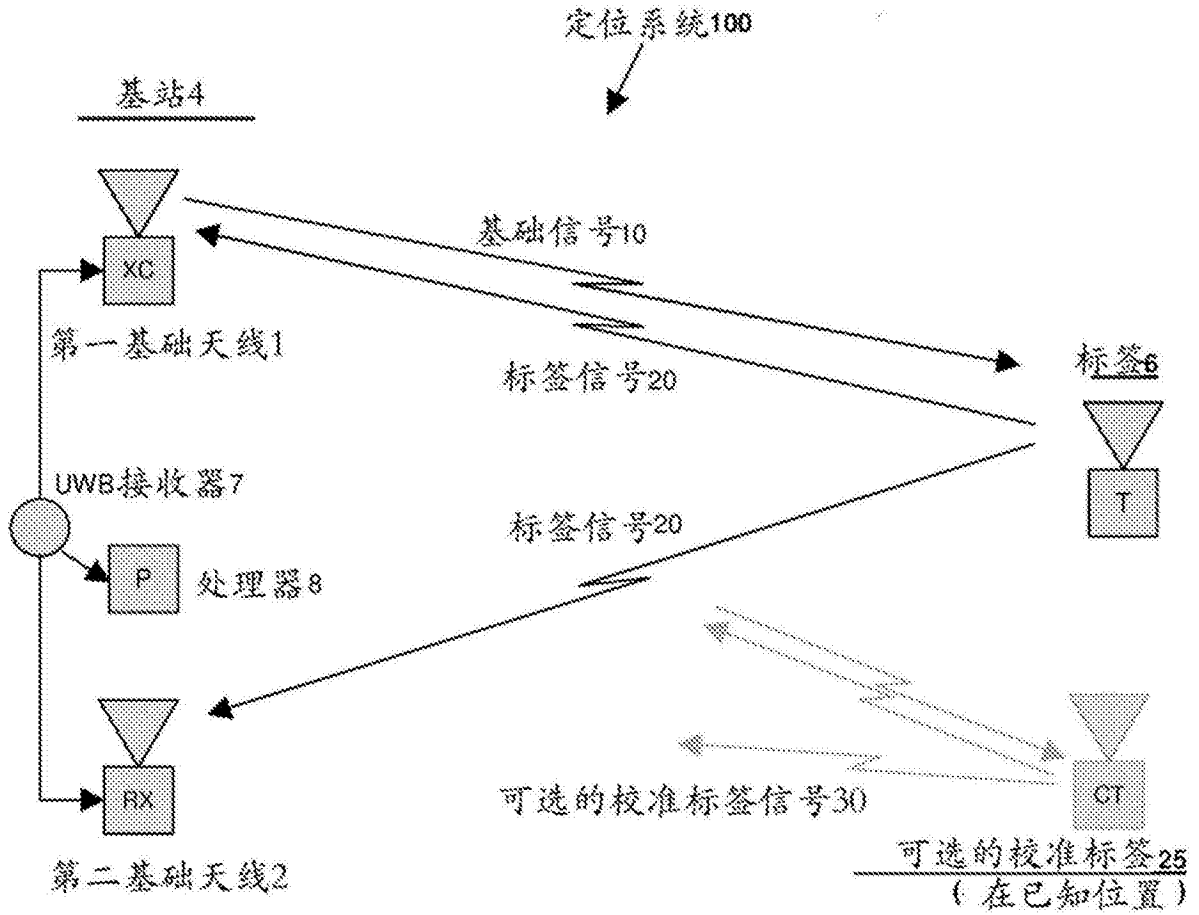 定位系統100
基站4
XC
基础信号10
第一基础天线1
标签信号20
标签6
T
UWB接收器7
标签信号20
P
处理器8
RX
可选的校准标签信号30
CT
第二基础天线2
可选的校准标签25
(在已知位置)